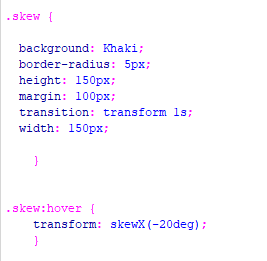 .skew {
background: Khaki;
border-radius: 5px;
height: 150px;
margin: 100px;
transition: transform 1s;
width: 150px;
}
.skew:hover {
transform: skewX(-20deg);
}